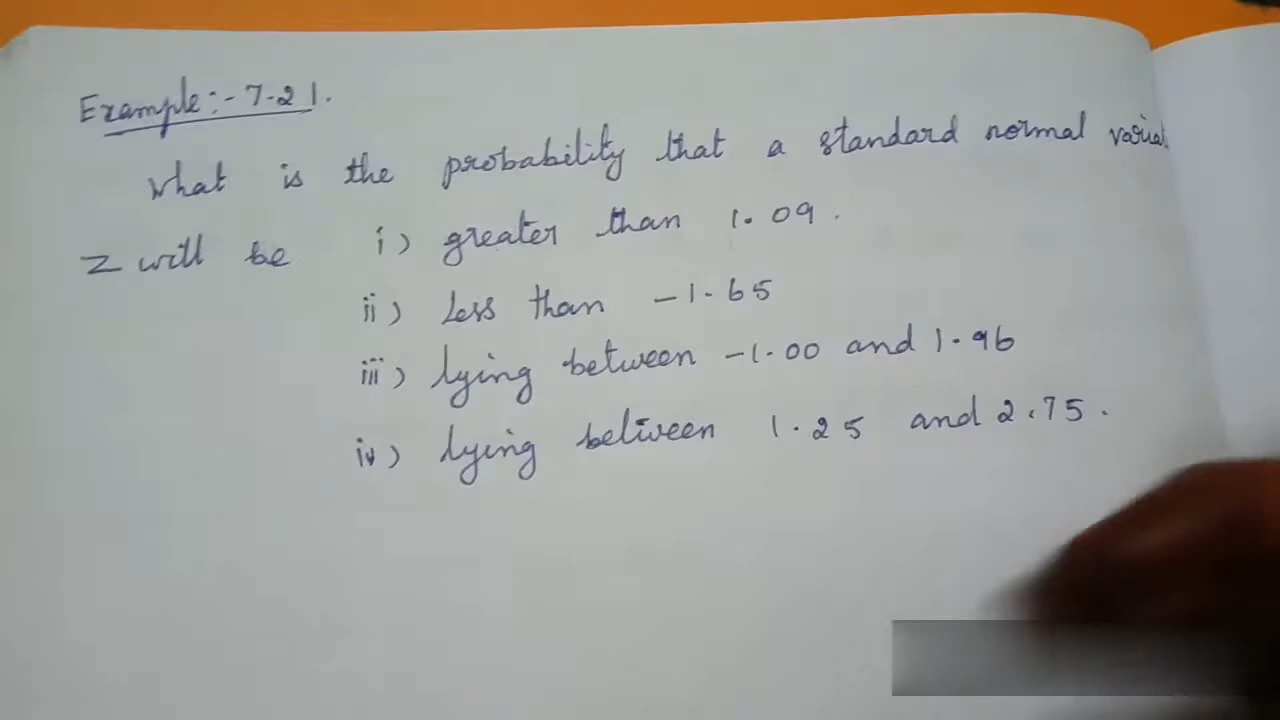 Example:- 7.21.
What is the probability that a standard normal
Z will be i) greater than 1.09.
ii) Less than -1.65
iii) lying between -1.00 and 1.96
iv) lying between 1.25 and 2.75.